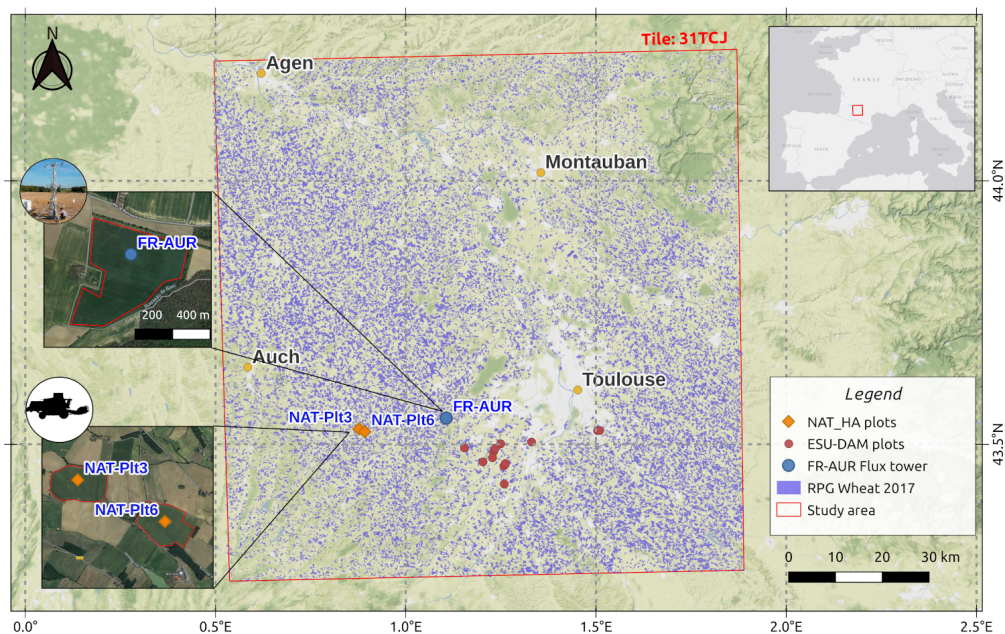 Tile: 31TCJ
N
Agen
Montauban
FRANCE
44.0°N
FR-AUR
200 400 m
Auch
Toulouse
FR-AUR
NAT-Plt3
NAT-Plt6
43.5°N
NAT-Plt3
NAT-Plt6
Legend
NAT_HA plots
ESU-DAM plots
FR-AUR Flux tower
RPG Wheat 2017
Study area
0 10 20 30 km
0.0° 0.5°E 1.0°E 1.5°E 2.0°E 2.5°E